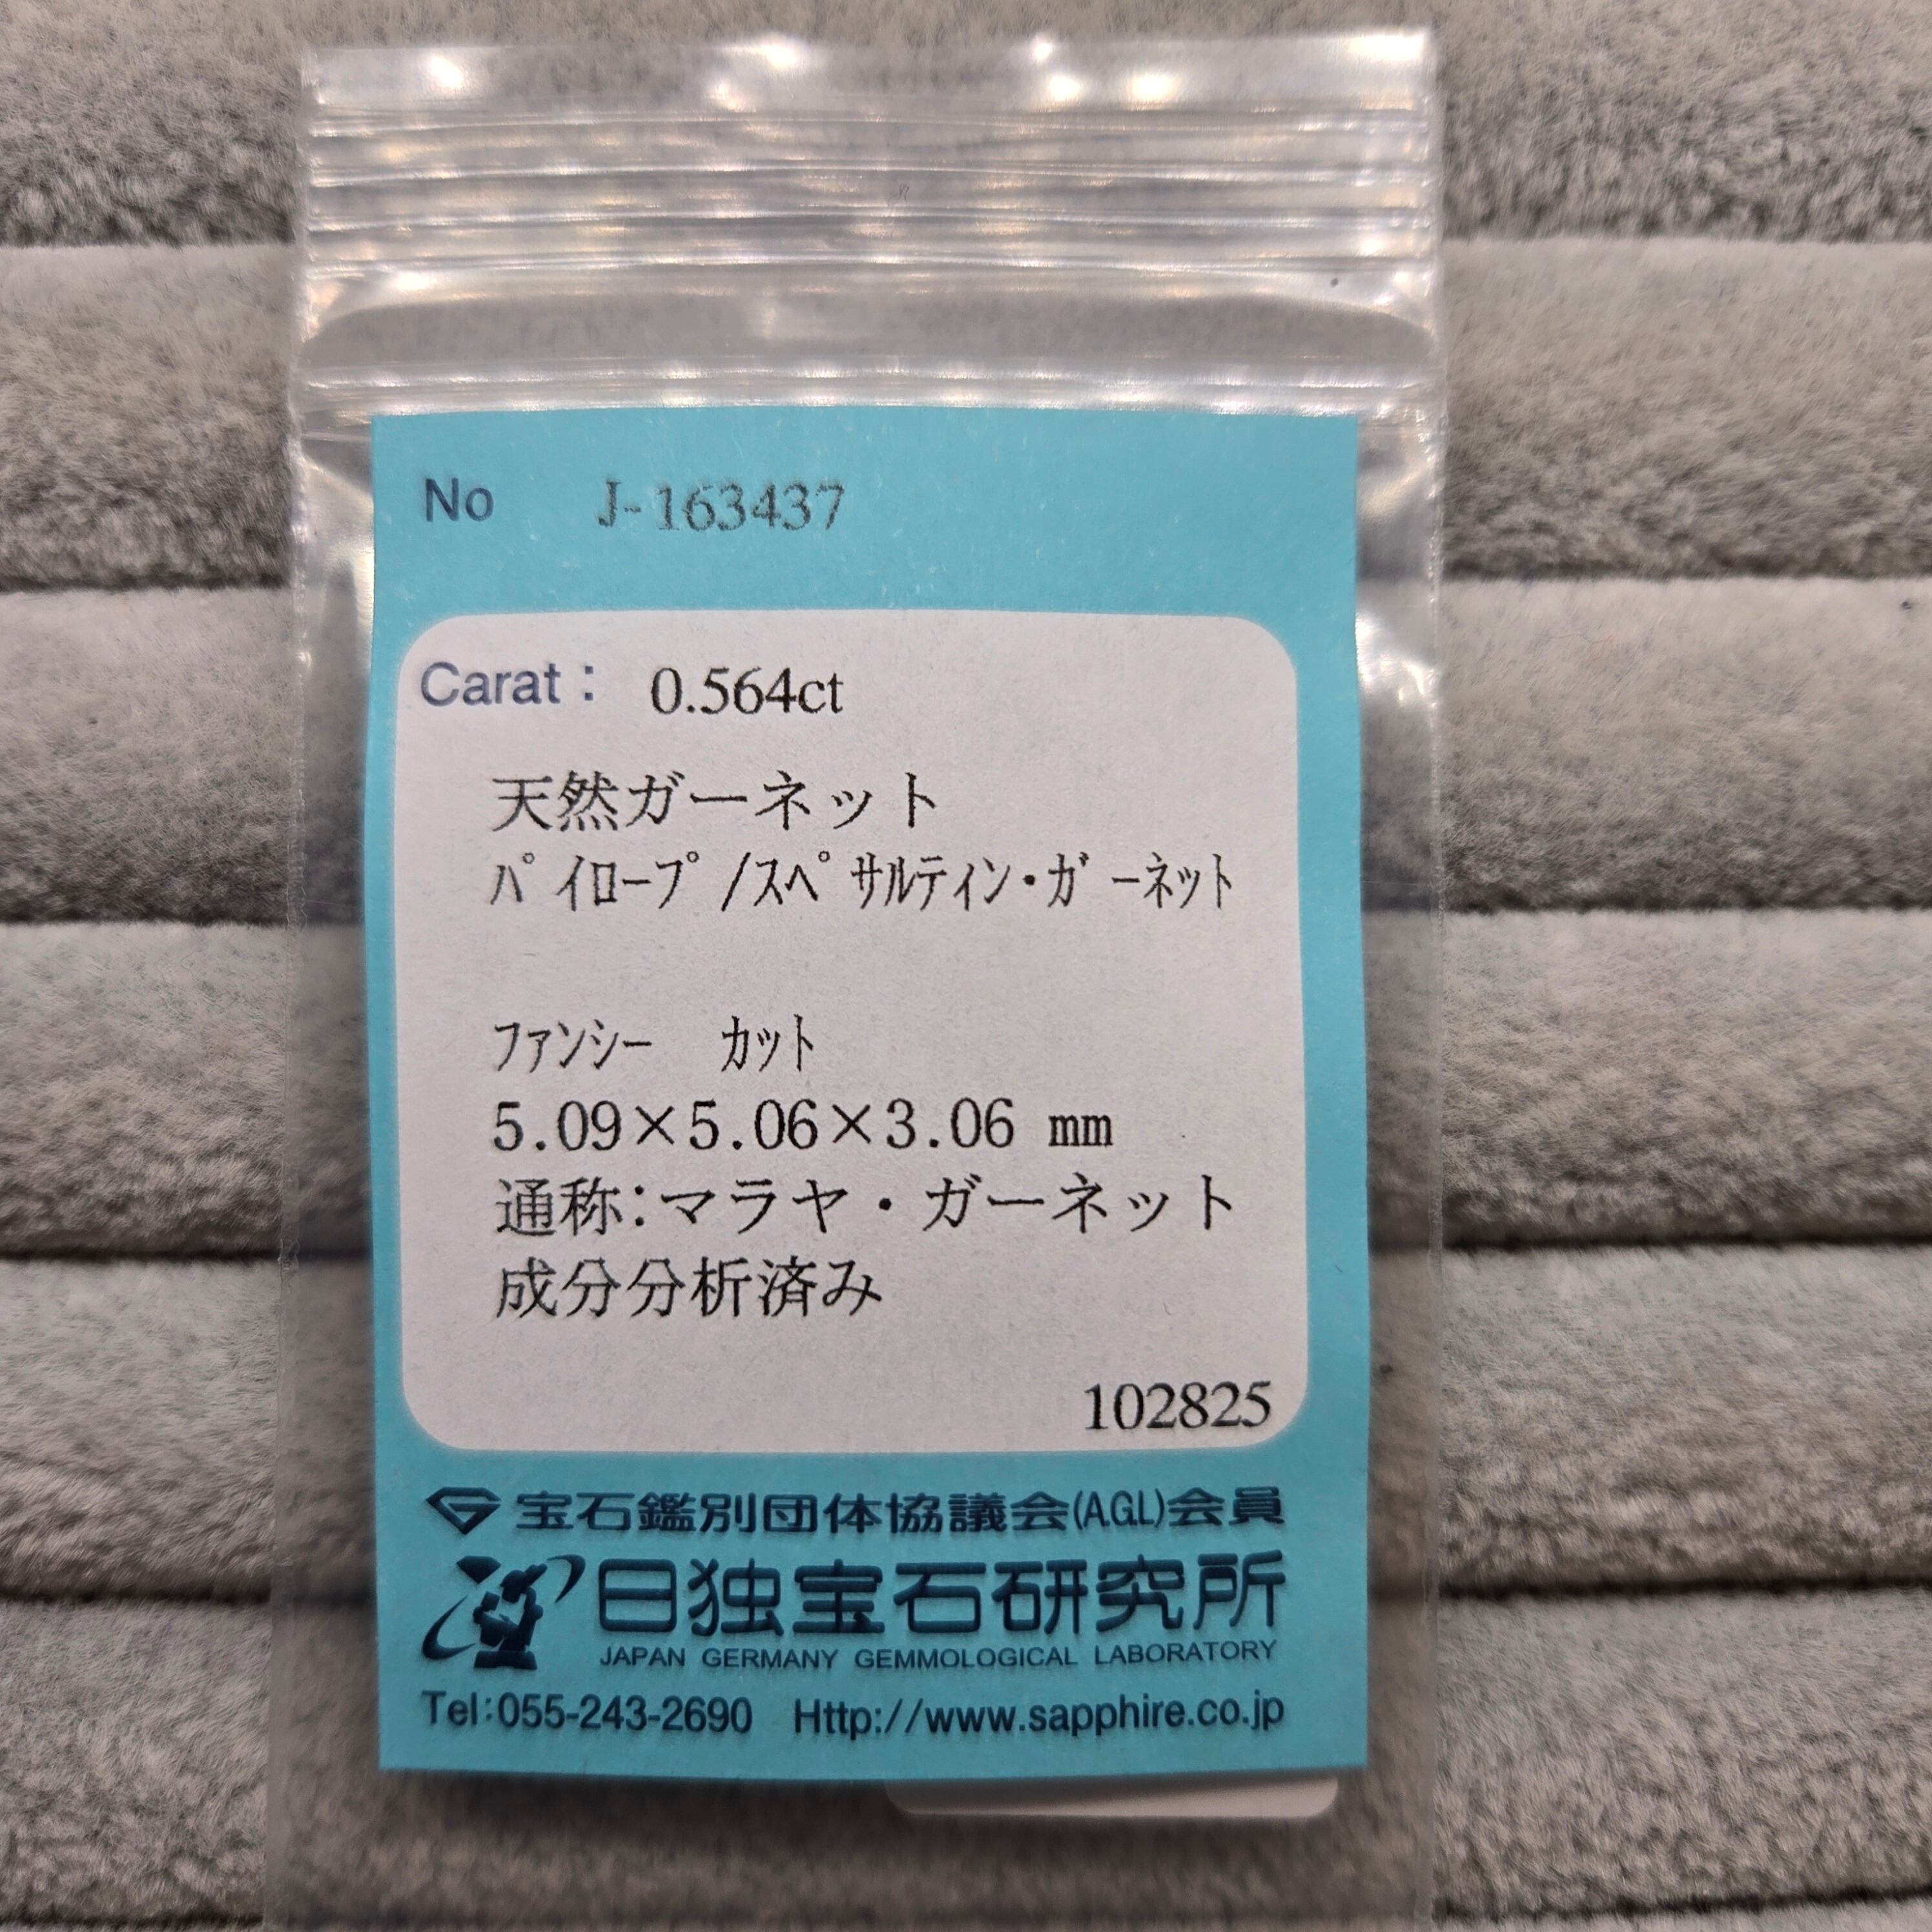 No J-163437
Carat： 0.564ct
天然ガーネット
ﾊﾟｲﾛｰﾌﾟ/ｽﾍﾟｻﾙﾃｨﾝ・ｶﾞｰﾈｯﾄ
ﾌｧﾝｼｰ ｶｯﾄ
5.09×5.06×3.06 mm
通称:マラヤ・ガーネット
成分分析済み
102825
宝石鑑別団体協議会(AGL)会員
日独宝石研究所
JAPAN GERMANY GEMMOLOGICAL LABORATORY
Tel:055-243-2690 Http://www.sapphire.co.jp